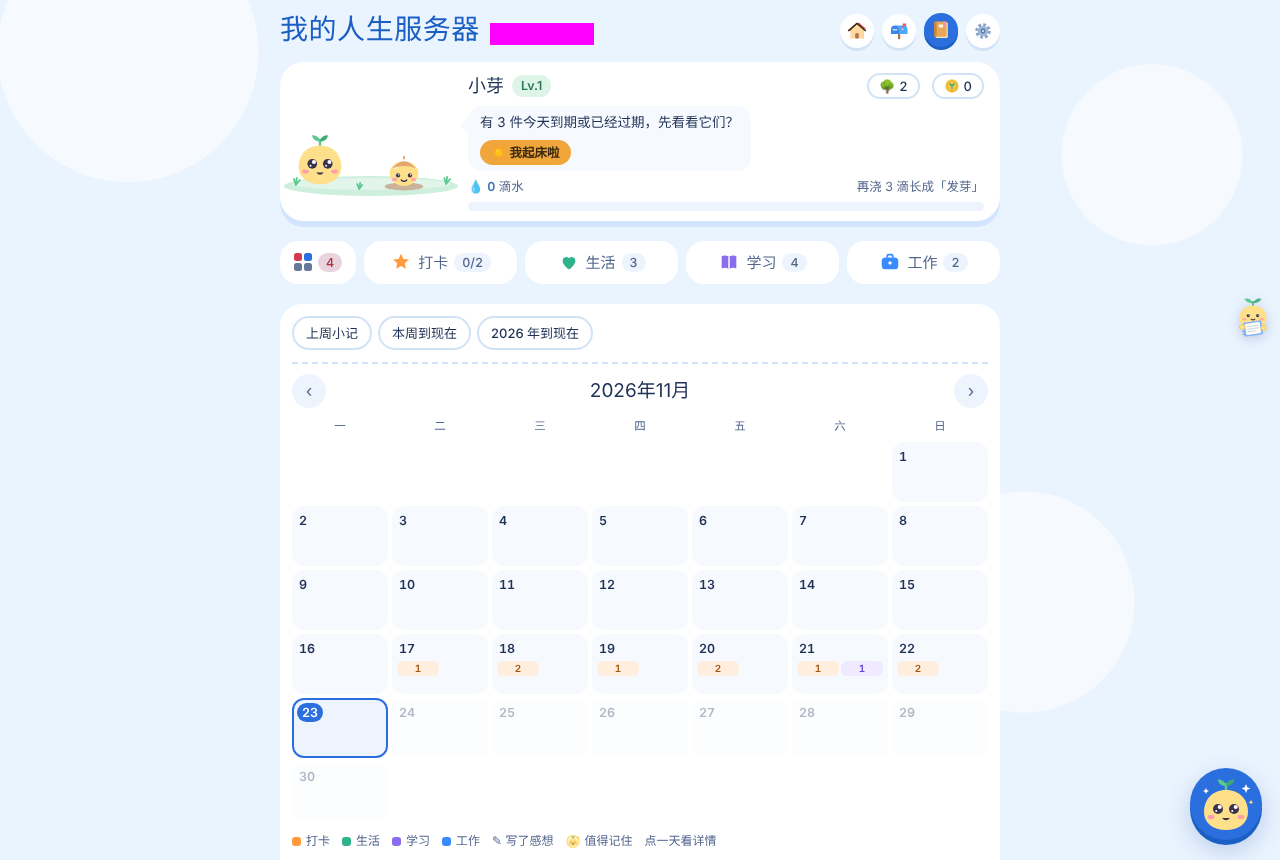 我的人生服务器
小芽 Lv.1 2 0
有 3 件今天到期或已经过期，先看看它们？
我起床啦
0 滴水 再浇 3 滴长成「发芽」
4 打卡 0/2 生活 3 学习 4 工作 2
上周小记 本周到现在 2026 年到现在
‹ 2026年11月 ›
一 二 三 四 五 六 日
1
2 3 4 5 6 7 8
9 10 11 12 13 14 15
16 17 18 19 20 21 22
1 2 1 2 1 1 2
23 24 25 26 27 28 29
30
打卡 生活 学习 工作 ✎ 写了感想 值得记住 点一天看详情